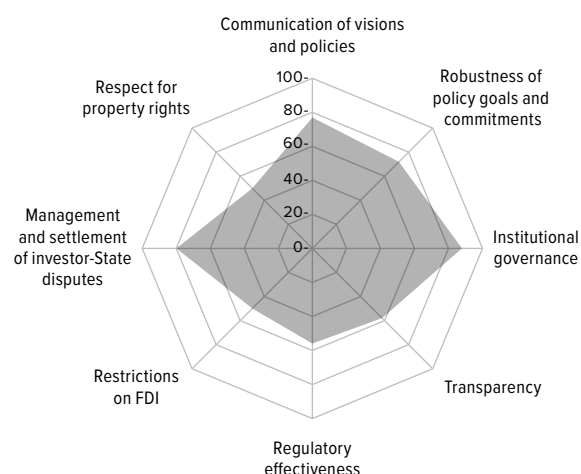 Communication of visions
and policies
Robustness of
policy goals and
commitments
Institutional
governance
Transparency
Regulatory
effectiveness
Restrictions
on FDI
Management
and settlement
of investor-State
disputes
Respect for
property rights
100-
80-
60-
40-
20-
0-